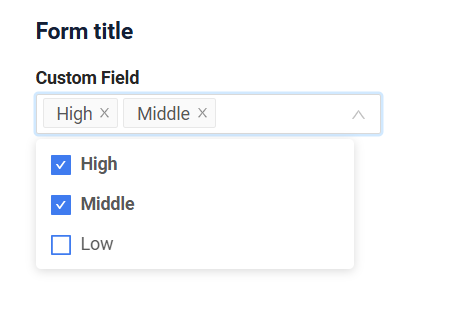 Form title
Custom Field
High Middle
High
Middle
Low